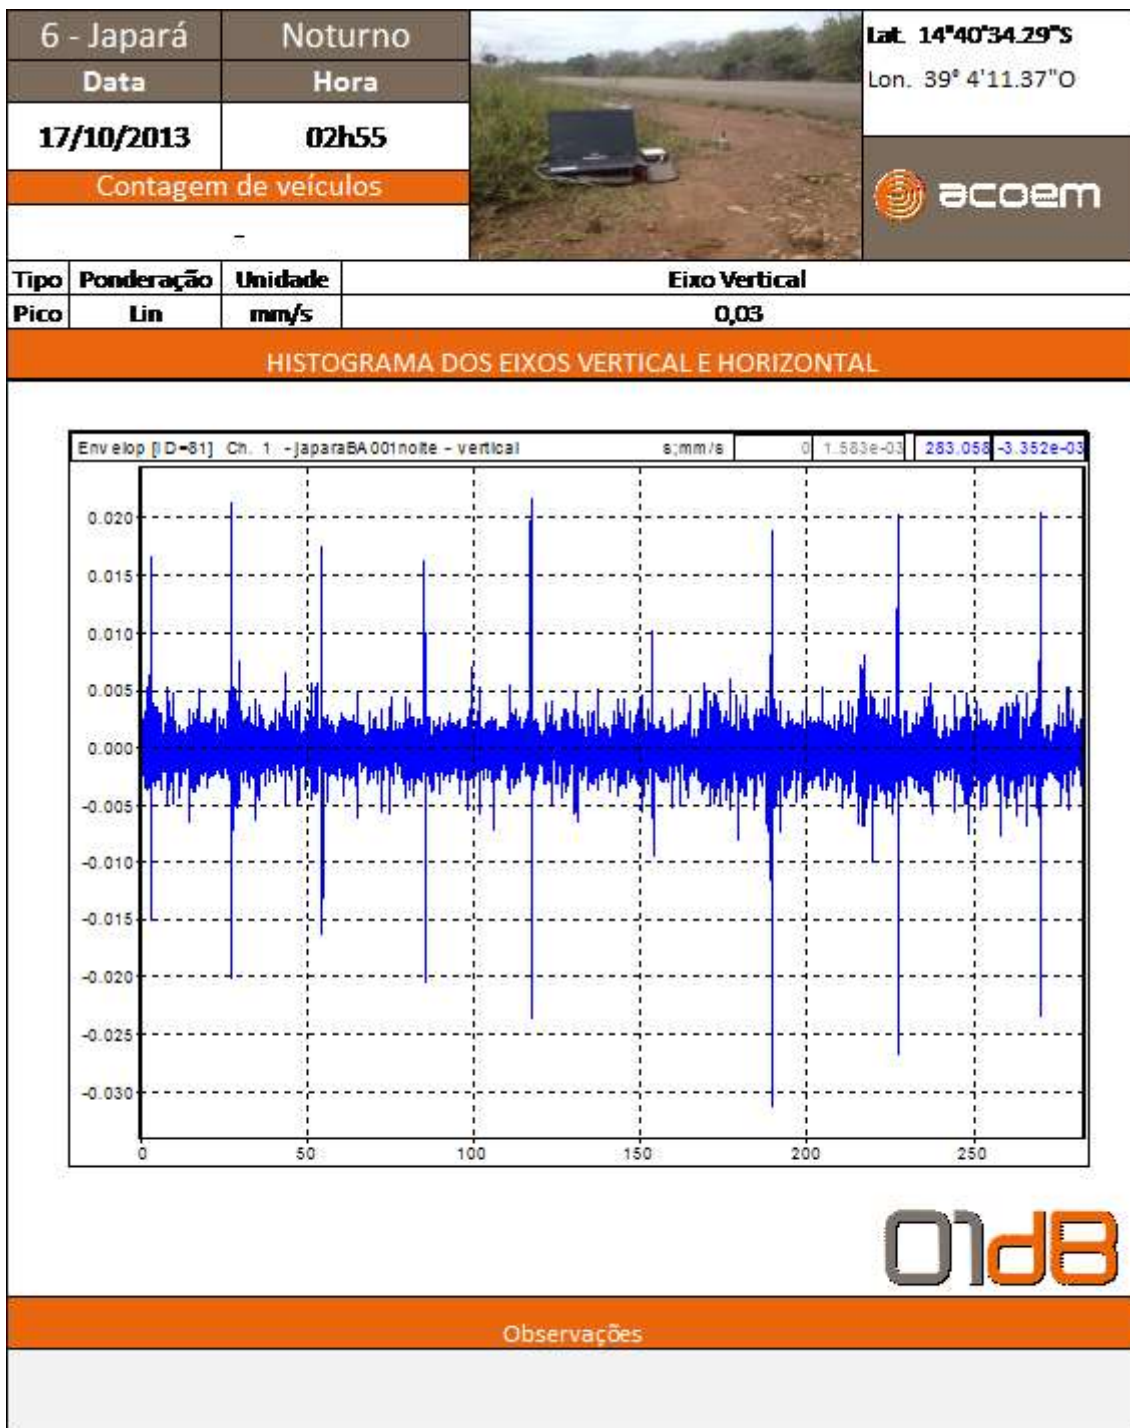 6 - Japará Noturno
Lat. 14°40'34.29"S
Data Hora
Lon. 39° 4'11.37"O
17/10/2013 02h55
Contagem de veículos
acoem
-
Tipo Ponderação Unidade Eixo Vertical
Pico Lin mm/s 0,03
HISTOGRAMA DOS EIXOS VERTICAL E HORIZONTAL
Envelop [ID=81] Ch. 1 -japaraBA001noite - vertical s;mm/s 0 1.583e-03 283.058 -3.352e-03
0.020
0.015
0.010
0.005
0.000
-0.005
-0.010
-0.015
-0.020
-0.025
-0.030
0 50 100 150 200 250
01dB
Observações